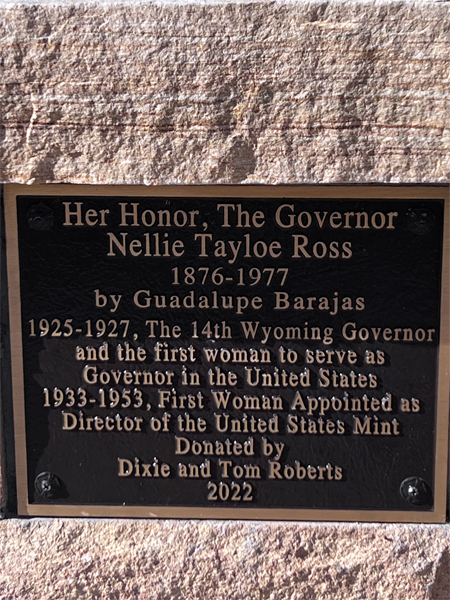 Her Honor, The Governor
Nellie Tayloe Ross
1876-1977
by Guadalupe Barajas
1925-1927, The 14th Wyoming Governor
and the first woman to serve as
Governor in the United States
1933-1953, First Woman Appointed as
Director of the United States Mint
Donated by
Dixie and Tom Roberts
2022